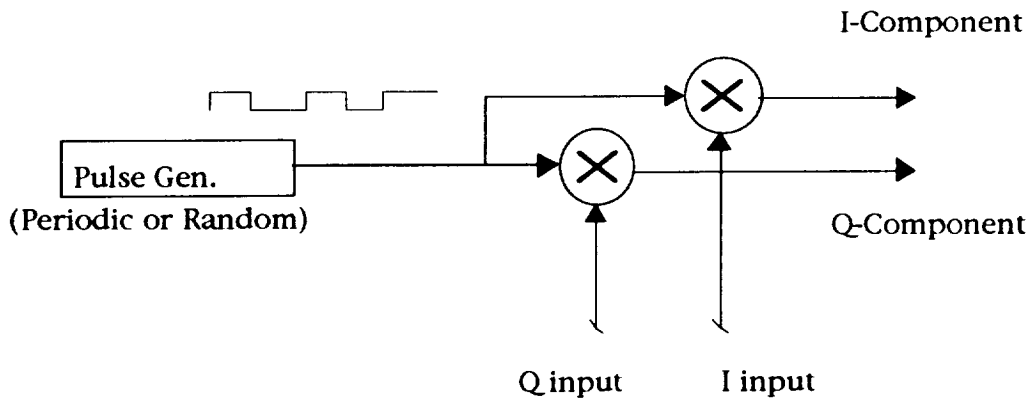 I-Component
Pulse Gen.
(Periodic or Random)
Q-Component
Q input
I input